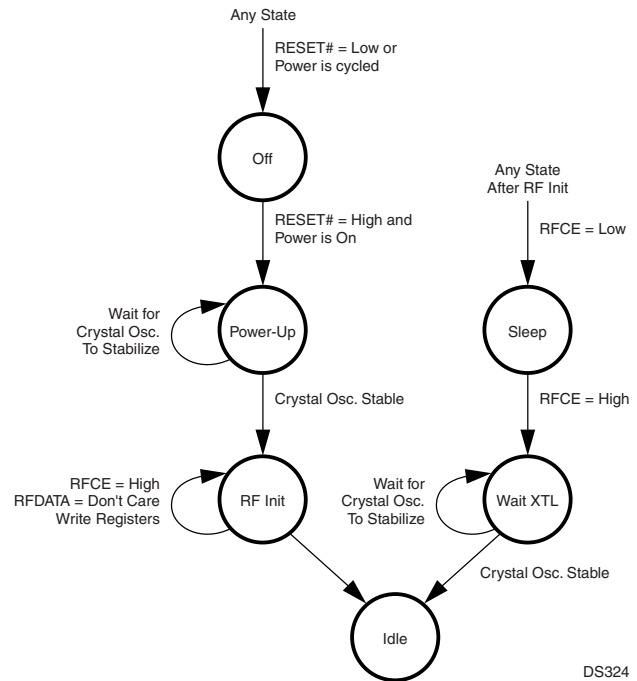 Any State
RESET# = Low or
Power is cycled
Off
RESET# = High and
Power is On
Wait for
Crystal Osc.
To Stabilize
Power-Up
Crystal Osc. Stable
RFCE = High
RFDATA = Don't Care
Write Registers
RF Init
Any State
After RF Init
RFCE = Low
Sleep
RFCE = High
Wait for
Crystal Osc.
To Stabilize
Wait XTL
Crystal Osc. Stable
Idle
DS324